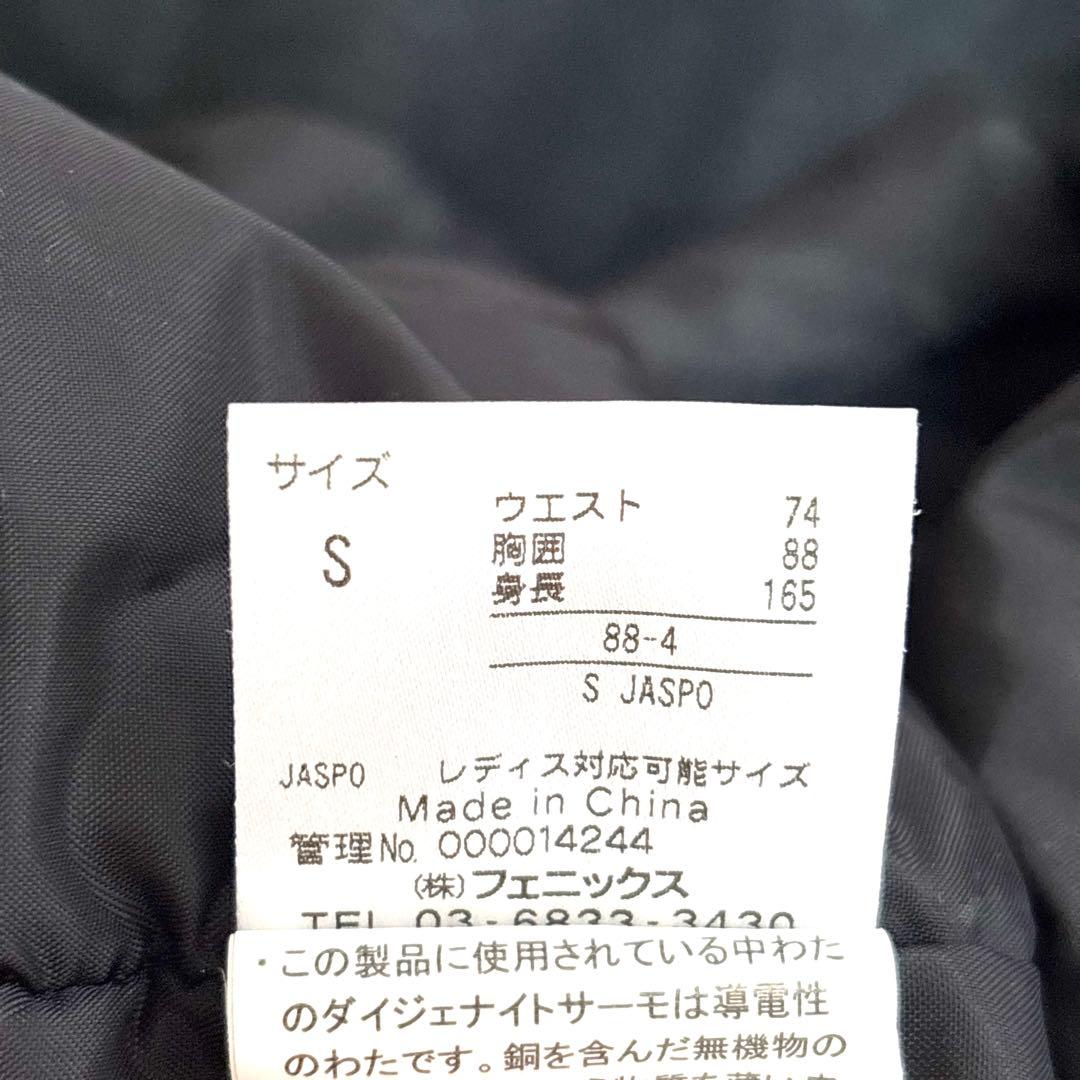 サイズ
S
ウエスト 74
胸囲 88
身長 165
88-4
S JASPO
JASPO レディス対応可能サイズ
Made in China
管理No. 000014244
(株)フェニックス
TEL 03-6833-3430
・この製品に使用されている中わた
のダイジェナイトサーモは導電性
のわたです。銅を含んだ無機物の